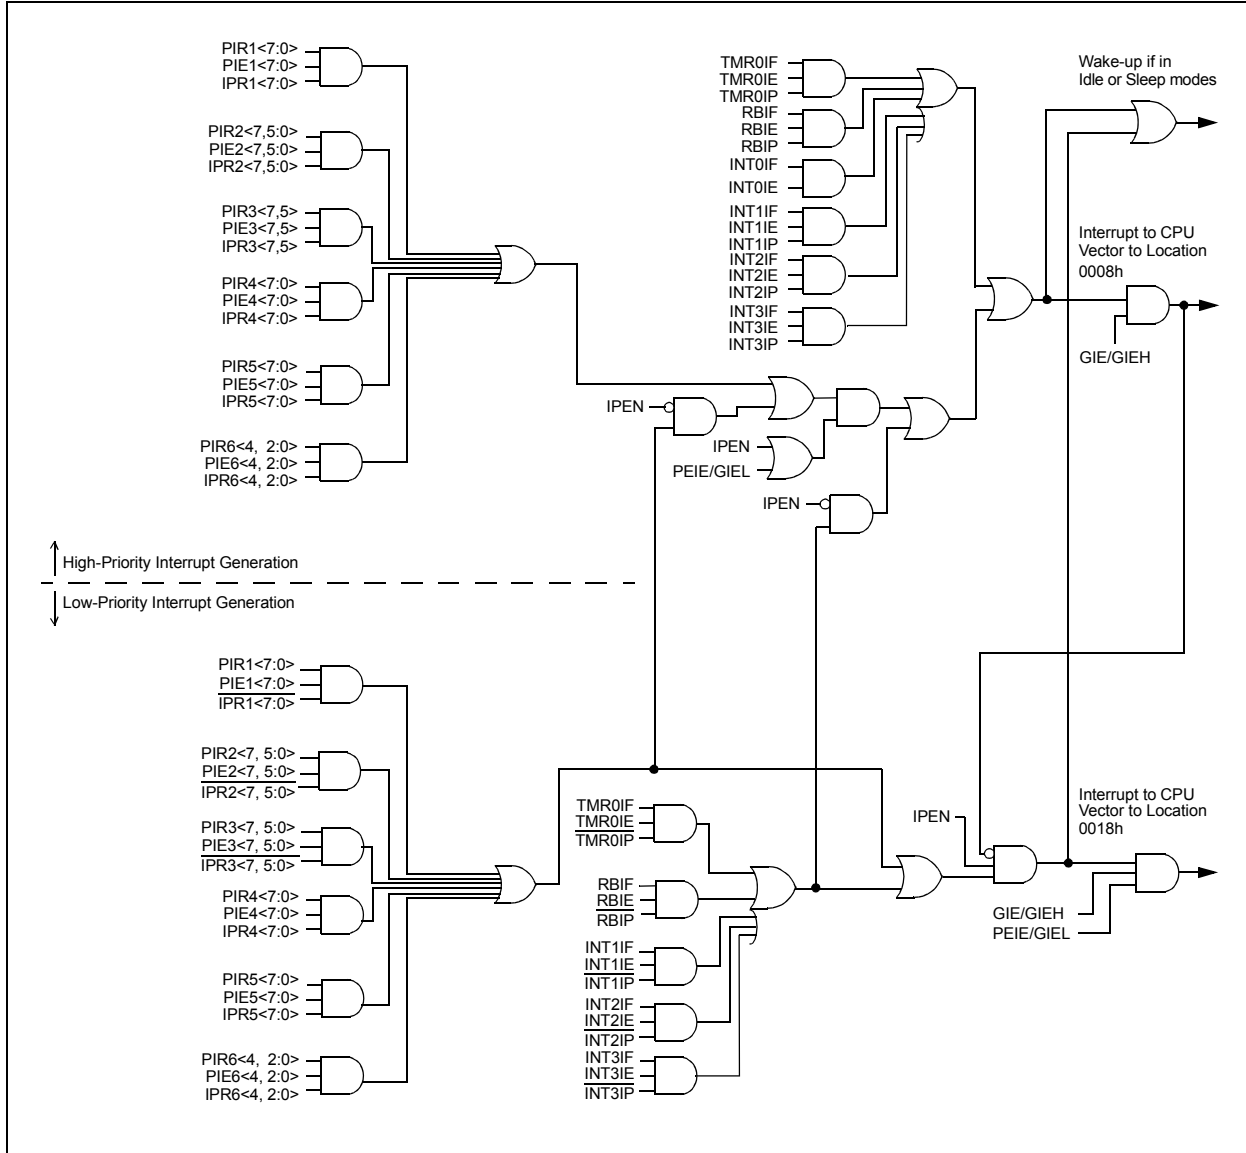 PIR1<7:0>
PIE1<7:0>
IPR1<7:0>
PIR2<7,5:0>
PIE2<7,5:0>
IPR2<7,5:0>
PIR3<7,5>
PIE3<7,5>
IPR3<7,5>
PIR4<7:0>
PIE4<7:0>
IPR4<7:0>
PIR5<7:0>
PIE5<7:0>
IPR5<7:0>
PIR6<4, 2:0>
PIE6<4, 2:0>
IPR6<4, 2:0>
TMR0IF
TMR0IE
TMR0IP
RBIF
RBIE
RBIP
INT0IF
INT0IE
INT1IF
INT1IE
INT1IP
INT2IF
INT2IE
INT2IP
INT3IF
INT3IE
INT3IP
Wake-up if in
Idle or Sleep modes
Interrupt to CPU
Vector to Location
0008h
GIE/GIEH
IPEN
IPEN
PEIE/GIEL
IPEN
High-Priority Interrupt Generation
Low-Priority Interrupt Generation
PIR1<7:0>
PIE1<7:0>
IPR1<7:0>
PIR2<7, 5:0>
PIE2<7, 5:0>
IPR2<7, 5:0>
PIR3<7, 5:0>
PIE3<7, 5:0>
IPR3<7, 5:0>
PIR4<7:0>
PIE4<7:0>
IPR4<7:0>
PIR5<7:0>
PIE5<7:0>
IPR5<7:0>
PIR6<4, 2:0>
PIE6<4, 2:0>
IPR6<4, 2:0>
TMR0IF
TMR0IE
TMR0IP
RBIF
RBIE
RBIP
INT1IF
INT1IE
INT1IP
INT2IF
INT2IE
INT2IP
INT3IF
INT3IE
INT3IP
IPEN
Interrupt to CPU
Vector to Location
0018h
GIE/GIEH
PEIE/GIEL